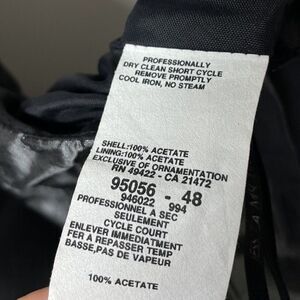 PROFESSIONALLY
DRY CLEAN SHORT CYCLE
REMOVE PROMPTLY
COOL IRON, NO STEAM
SHELL:100% ACETATE
LINING:100% ACETATE
EXCLUSIVE OF ORNAMENTATION
RN 49422 - CA 21472
95056 - 48
946022 994
PROFESSIONNEL A SEC
SEULEMENT
CYCLE COURT
ENLEVER IMMEDIATMENT
FER A REPASSER TEMP
BASSE,PAS DE VAPEUR
100% ACETATE